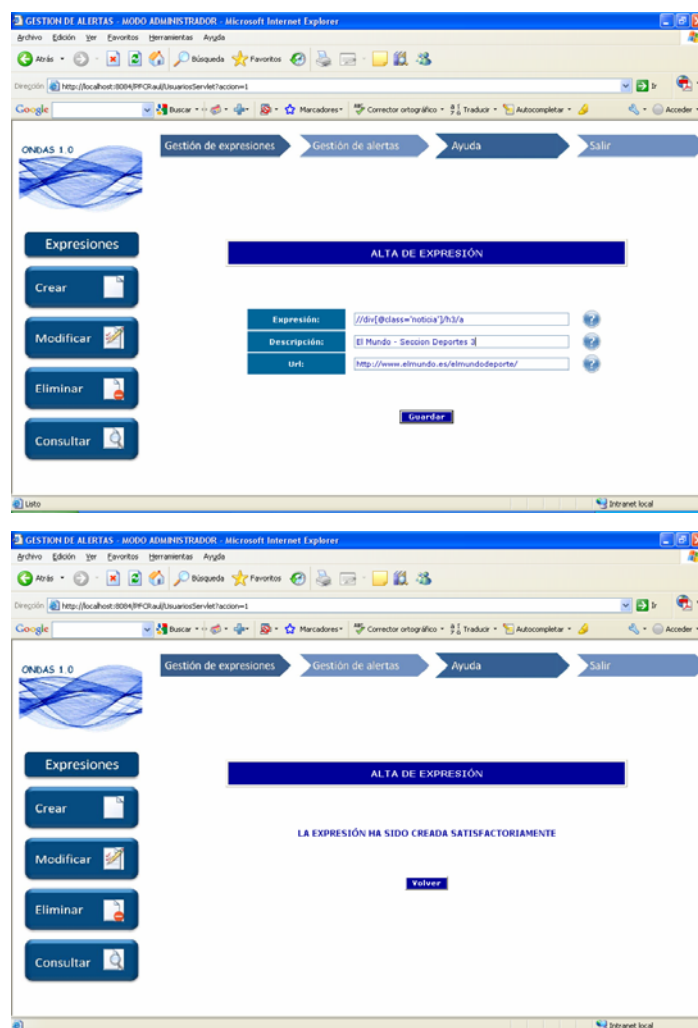 GESTION DE ALERTAS - MODO ADMINISTRADOR - Microsoft Internet Explorer
Archivo Edición Ver Favoritos Herramientas Ayuda
Atrás Búsqueda Favoritos
Dirección http://localhost:8084/PFCRaul/UsuariosServlet?accion=1 Ir
Google Buscar Marcadores Corrector ortográfico Traducir Autocompletar Acceder
ONDAS 1.0
Gestión de expresiones Gestión de alertas Ayuda Salir
Expresiones
ALTA DE EXPRESIÓN
Crear
Expresión: //div[@class='noticia']/h3/a
Modificar
Descripción: El Mundo - Seccion Deportes 3
Url: http://www.elmundo.es/elmundodeporte/
Eliminar
Guardar
Consultar
Listo Intranet local
GESTION DE ALERTAS - MODO ADMINISTRADOR - Microsoft Internet Explorer
Archivo Edición Ver Favoritos Herramientas Ayuda
Atrás Búsqueda Favoritos
Dirección http://localhost:8084/PFCRaul/UsuariosServlet?accion=1 Ir
Google Buscar Marcadores Corrector ortográfico Traducir Autocompletar Acceder
ONDAS 1.0
Gestión de expresiones Gestión de alertas Ayuda Salir
Expresiones
ALTA DE EXPRESIÓN
Crear
LA EXPRESIÓN HA SIDO CREADA SATISFACTORIAMENTE
Modificar
Volver
Eliminar
Consultar
Intranet local